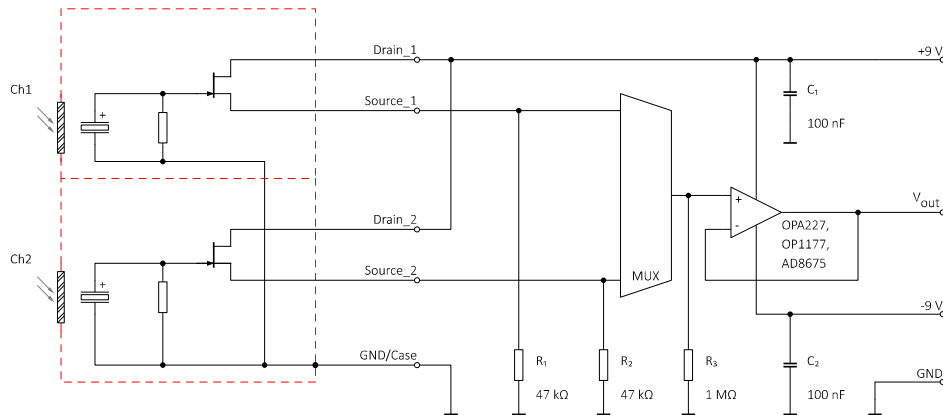 Drain_1
+9 V
Ch1
+
Source_1
C₁
100 nF
Drain_2
+
-
OPA227,
OP1177,
AD8675
Vout
Ch2
+
Source_2
MUX
-9 V
GND/Case
R₁
47 kΩ
R₂
47 kΩ
R₃
1 MΩ
C₂
100 nF
GND